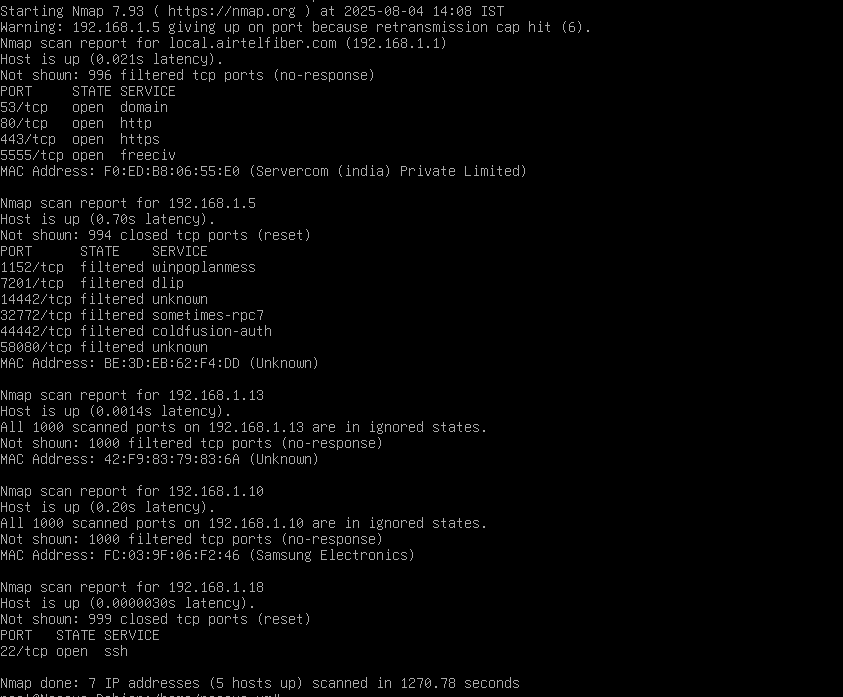 Starting Nmap 7.93 ( https://nmap.org ) at 2025-08-04 14:08 IST
Warning: 192.168.1.5 giving up on port because retransmission cap hit (6).
Nmap scan report for local.airtelfiber.com (192.168.1.1)
Host is up (0.021s latency).
Not shown: 996 filtered tcp ports (no-response)
PORT     STATE SERVICE
53/tcp   open  domain
80/tcp   open  http
443/tcp  open  https
5555/tcp open  freeciv
MAC Address: F0:ED:B8:06:55:E0 (Servercom (india) Private Limited)

Nmap scan report for 192.168.1.5
Host is up (0.70s latency).
Not shown: 994 closed tcp ports (reset)
PORT      STATE    SERVICE
1152/tcp  filtered winpoplanmess
7201/tcp  filtered dlip
14442/tcp filtered unknown
32772/tcp filtered sometimes-rpc7
44442/tcp filtered coldfusion-auth
58080/tcp filtered unknown
MAC Address: BE:3D:EB:62:F4:DD (Unknown)

Nmap scan report for 192.168.1.13
Host is up (0.0014s latency).
All 1000 scanned ports on 192.168.1.13 are in ignored states.
Not shown: 1000 filtered tcp ports (no-response)
MAC Address: 42:F9:83:79:83:6A (Unknown)

Nmap scan report for 192.168.1.10
Host is up (0.20s latency).
All 1000 scanned ports on 192.168.1.10 are in ignored states.
Not shown: 1000 filtered tcp ports (no-response)
MAC Address: FC:03:9F:06:F2:46 (Samsung Electronics)

Nmap scan report for 192.168.1.18
Host is up (0.0000030s latency).
Not shown: 999 closed tcp ports (reset)
PORT   STATE SERVICE
22/tcp open  ssh

Nmap done: 7 IP addresses (5 hosts up) scanned in 1270.78 seconds